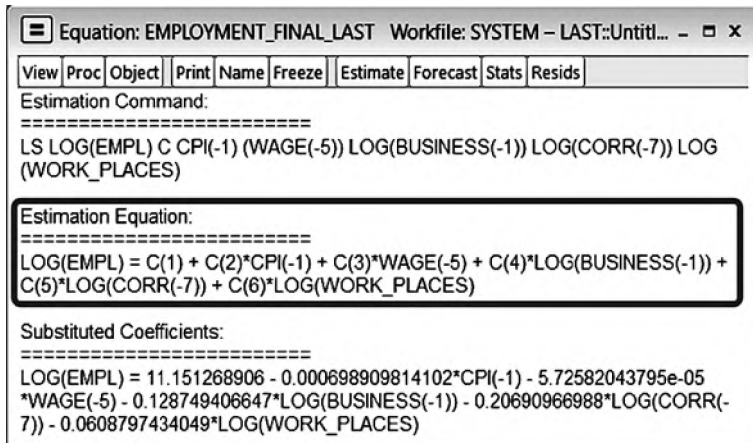 Equation: EMPLOYMENT_FINAL_LAST Workfile: SYSTEM – LAST::Untitl...
View Proc Object Print Name Freeze Estimate Forecast Stats Resids
Estimation Command:
=========================
LS LOG(EMPL) C CPI(-1) (WAGE(-5)) LOG(BUSINESS(-1)) LOG(CORR(-7)) LOG
(WORK_PLACES)
Estimation Equation:
=========================
LOG(EMPL) = C(1) + C(2)*CPI(-1) + C(3)*WAGE(-5) + C(4)*LOG(BUSINESS(-1)) +
C(5)*LOG(CORR(-7)) + C(6)*LOG(WORK_PLACES)
Substituted Coefficients:
=========================
LOG(EMPL) = 11.151268906 - 0.000698909814102*CPI(-1) - 5.72582043795e-05
*WAGE(-5) - 0.128749406647*LOG(BUSINESS(-1)) - 0.20690966988*LOG(CORR(-
7)) - 0.0608797434049*LOG(WORK_PLACES)